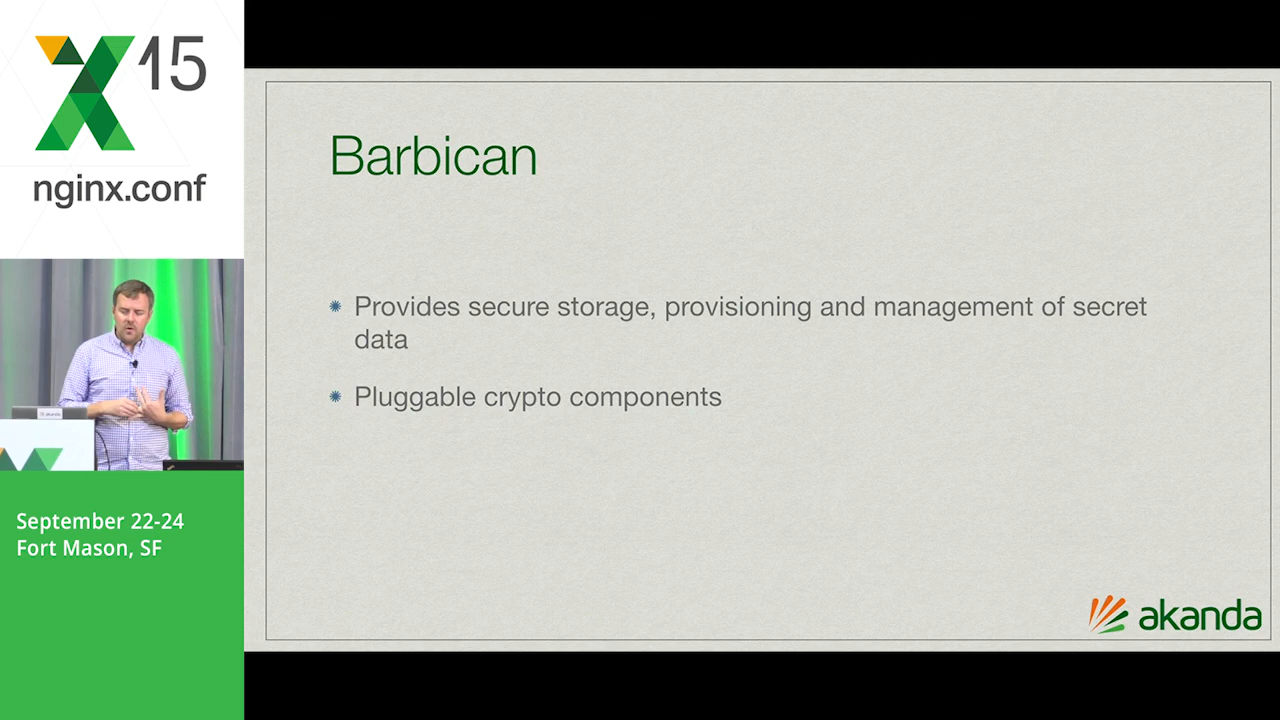 15
nginx.conf
September 22-24
Fort Mason, SF
Barbican
Provides secure storage, provisioning and management of secret
data
Pluggable crypto components
akanda
akanda